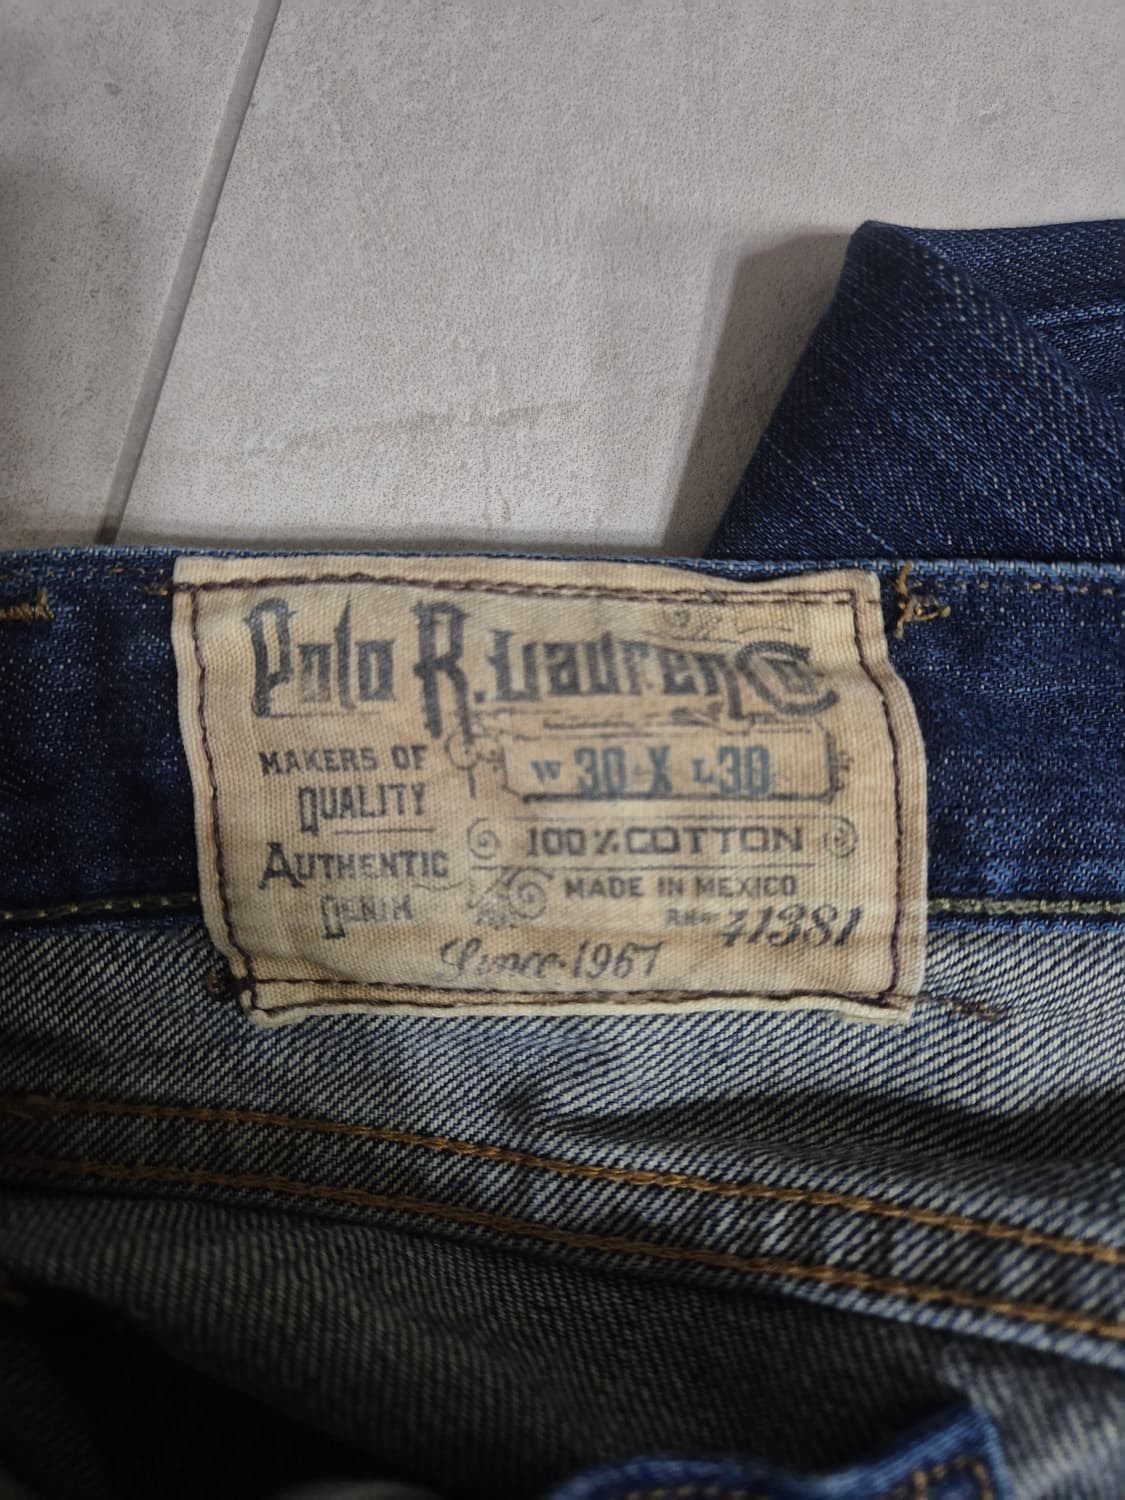 Polo R. Lauren Co.
MAKERS OF
QUALITY
AUTHENTIC
DENIM
W 30 X L 30
100% COTTON
MADE IN MEXICO
RN# 41381
Since 1967